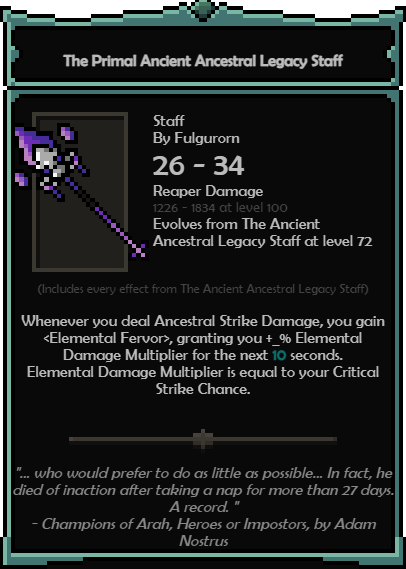 The Primal Ancient Ancestral Legacy Staff
Staff
By Fulgurorn
26 - 34
Reaper Damage
1226 - 1834 at level 100
Evolves from The Ancient
Ancestral Legacy Staff at level 72
(Includes every effect from The Ancient Ancestral Legacy Staff)
Whenever you deal Ancestral Strike Damage, you gain
<Elemental Fervor>, granting you +_% Elemental
Damage Multiplier for the next 10 seconds.
Elemental Damage Multiplier is equal to your Critical
Strike Chance.
"... who would prefer to do as little as possible... In fact, he
died of inaction after taking a nap for more than 27 days.
A record. "
- Champions of Arah, Heroes or Impostors, by Adam
Nostrus